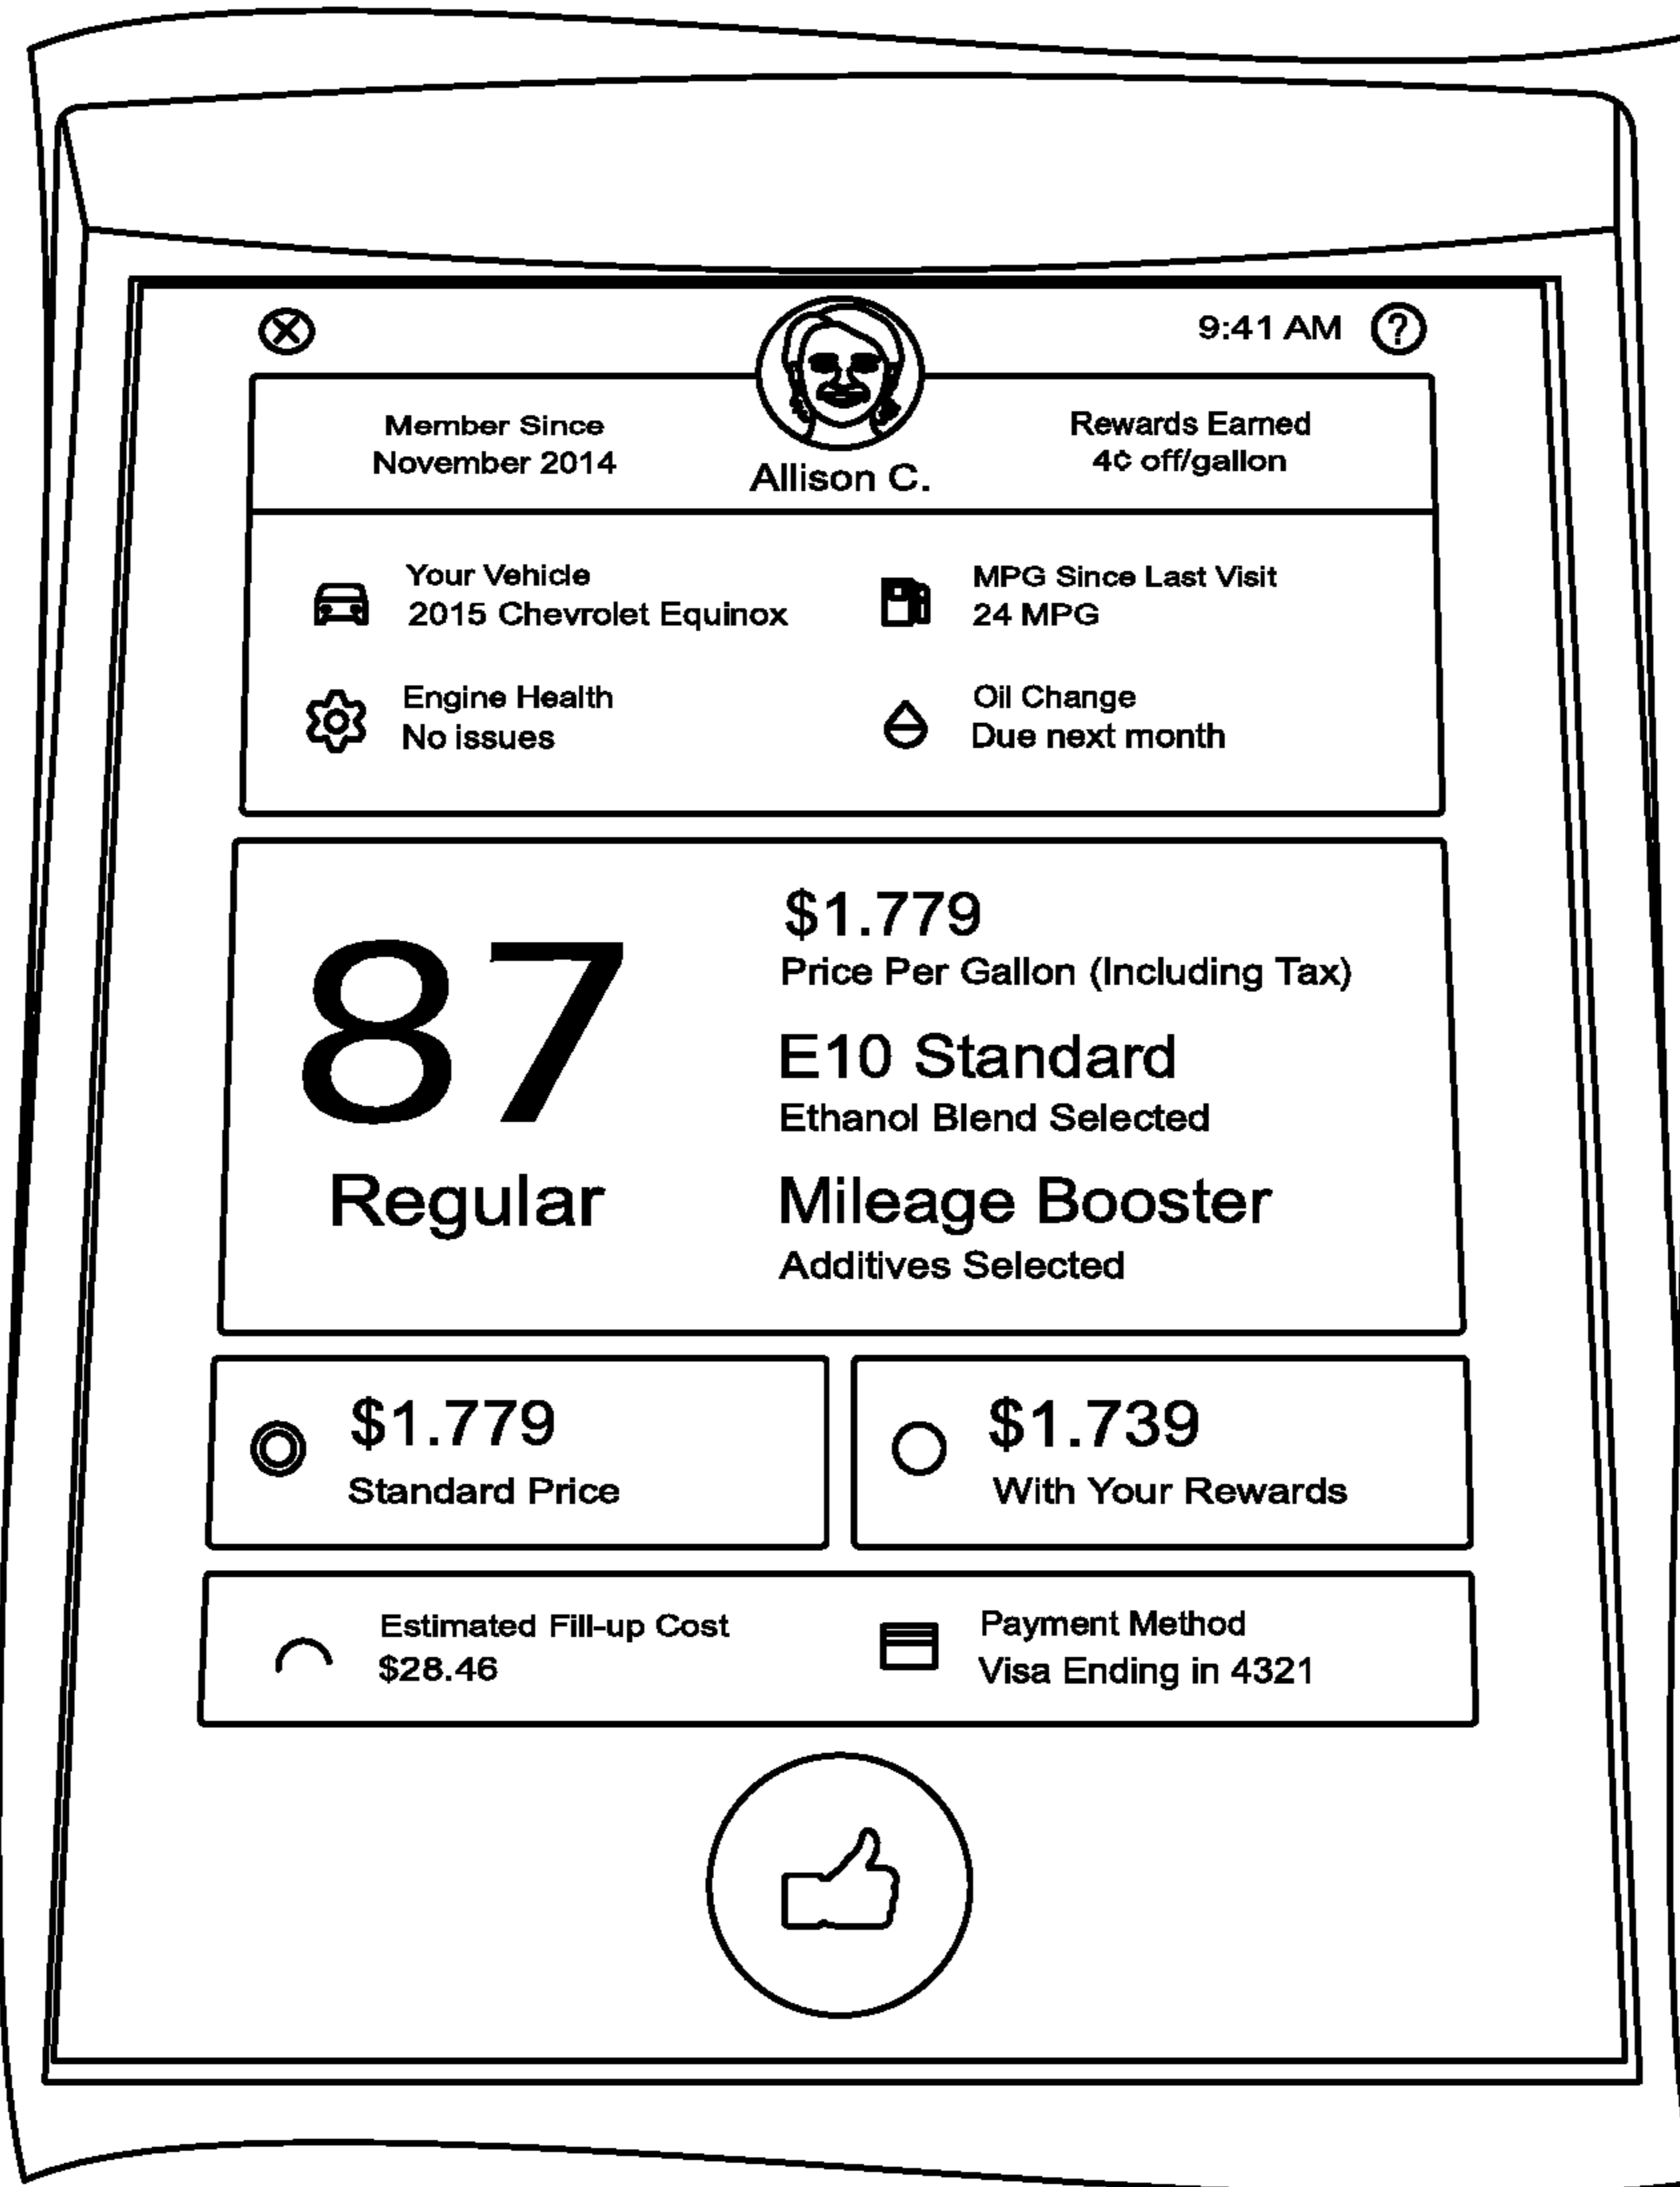 9:41 AM ?
Member Since
November 2014
Allison C.
Rewards Earned
4¢ off/gallon
Your Vehicle
2015 Chevrolet Equinox
MPG Since Last Visit
24 MPG
Engine Health
No issues
Oil Change
Due next month
87
Regular
$1.779
Price Per Gallon (Including Tax)
E10 Standard
Ethanol Blend Selected
Mileage Booster
Additives Selected
$1.779
Standard Price
$1.739
With Your Rewards
Estimated Fill-up Cost
$28.46
Payment Method
Visa Ending in 4321